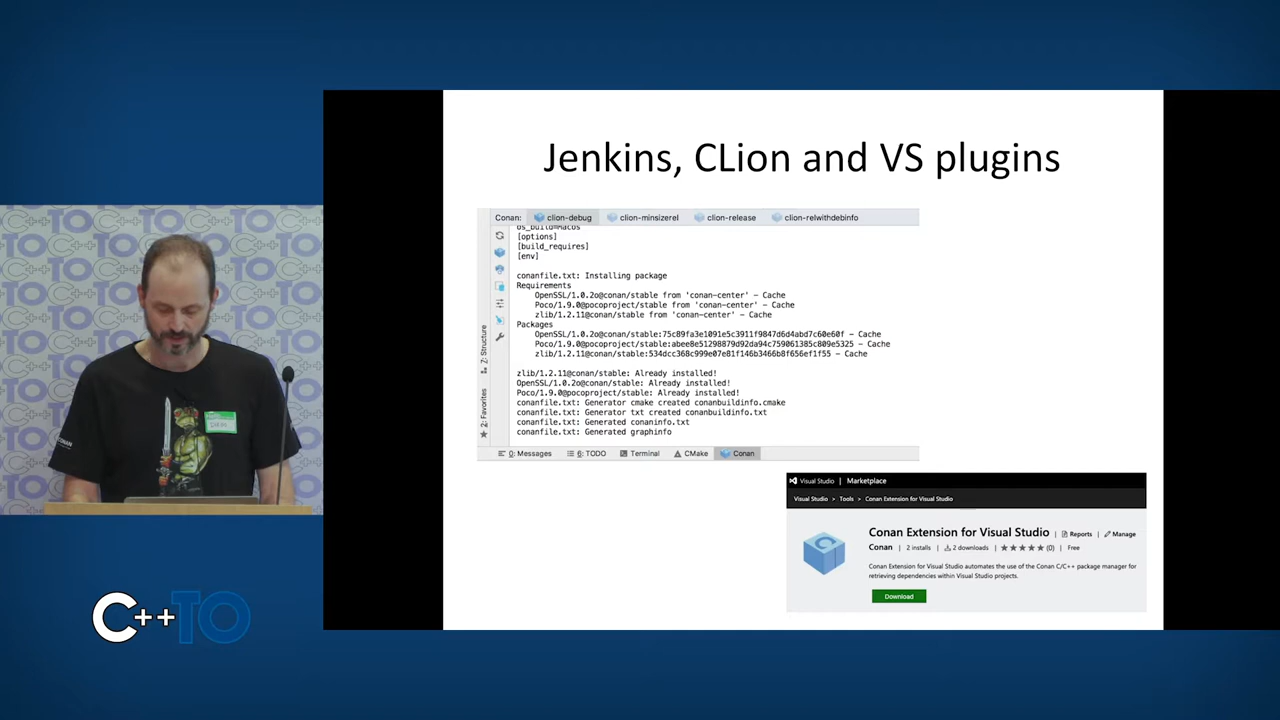 Jenkins, CLion and VS plugins
Conan: clion-debug clion-minsizerel clion-release clion-relwithdebinfo
os_build=Macos
[options]
[build_requires]
[env]
conanfile.txt: Installing package
Requirements
OpenSSL/1.0.2o@conan/stable from 'conan-center' - Cache
Poco/1.9.0@pocoproject/stable from 'conan-center' - Cache
zlib/1.2.11@conan/stable from 'conan-center' - Cache
Packages
OpenSSL/1.0.2o@conan/stable:75c89fa3e1091e5c3911f9847d6d4abd7c60e60f - Cache
Poco/1.9.0@pocoproject/stable:abee8e51298879d92da94c759061385c809e5325 - Cache
zlib/1.2.11@conan/stable:534dcc368c999e07e81f146b3466b8f656ef1f55 - Cache
zlib/1.2.11@conan/stable: Already installed!
OpenSSL/1.0.2o@conan/stable: Already installed!
Poco/1.9.0@pocoproject/stable: Already installed!
conanfile.txt: Generator cmake created conanbuildinfo.cmake
conanfile.txt: Generator txt created conanbuildinfo.txt
conanfile.txt: Generated conaninfo.txt
conanfile.txt: Generated graphinfo
7: Structure
2: Favorites
0: Messages 6: TODO Terminal CMake Conan
Visual Studio | Marketplace
Visual Studio > Tools > Conan Extension for Visual Studio
Conan Extension for Visual Studio | Reports | Manage
Conan | 2 installs | 2 downloads | (0) | Free
Conan Extension for Visual Studio automates the use of the Conan C/C++ package manager for
retrieving dependencies within Visual Studio projects.
Download
C++TO